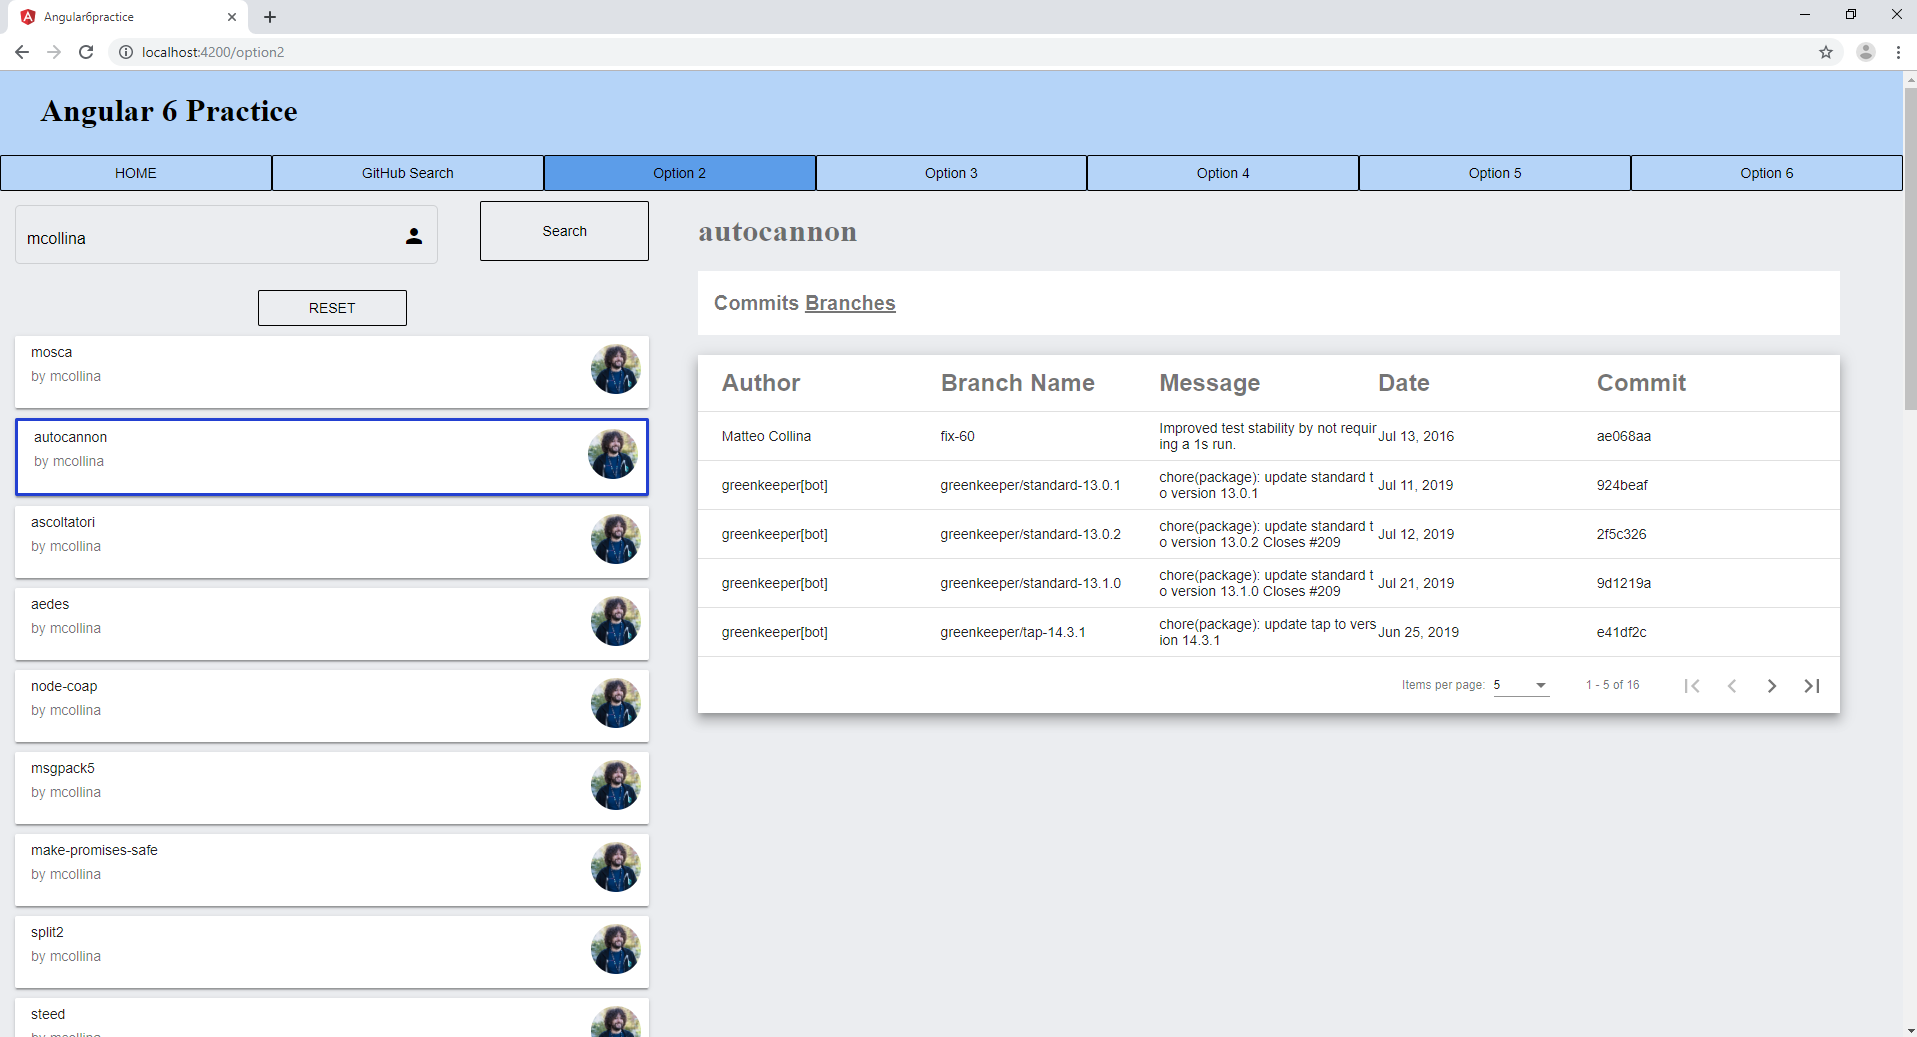 Angular6practice
localhost:4200/option2
Angular 6 Practice
HOME
GitHub Search
Option 2
Option 3
Option 4
Option 5
Option 6
mcollina
Search
RESET
mosca
by mcollina
autocannon
by mcollina
ascoltatori
by mcollina
aedes
by mcollina
node-coap
by mcollina
msgpack5
by mcollina
make-promises-safe
by mcollina
split2
by mcollina
steed
by mcollina
autocannon
Commits Branches
Author Branch Name Message Date Commit
Matteo Collina
fix-60
Improved test stability by not requir
ing a 1s run.
Jul 13, 2016
ae068aa
greenkeeper[bot]
greenkeeper/standard-13.0.1
chore(package): update standard t
o version 13.0.1
Jul 11, 2019
924beaf
greenkeeper[bot]
greenkeeper/standard-13.0.2
chore(package): update standard t
o version 13.0.2 Closes #209
Jul 12, 2019
2f5c326
greenkeeper[bot]
greenkeeper/standard-13.1.0
chore(package): update standard t
o version 13.1.0 Closes #209
Jul 21, 2019
9d1219a
greenkeeper[bot]
greenkeeper/tap-14.3.1
chore(package): update tap to vers
ion 14.3.1
Jun 25, 2019
e41df2c
Items per page: 5
1 - 5 of 16